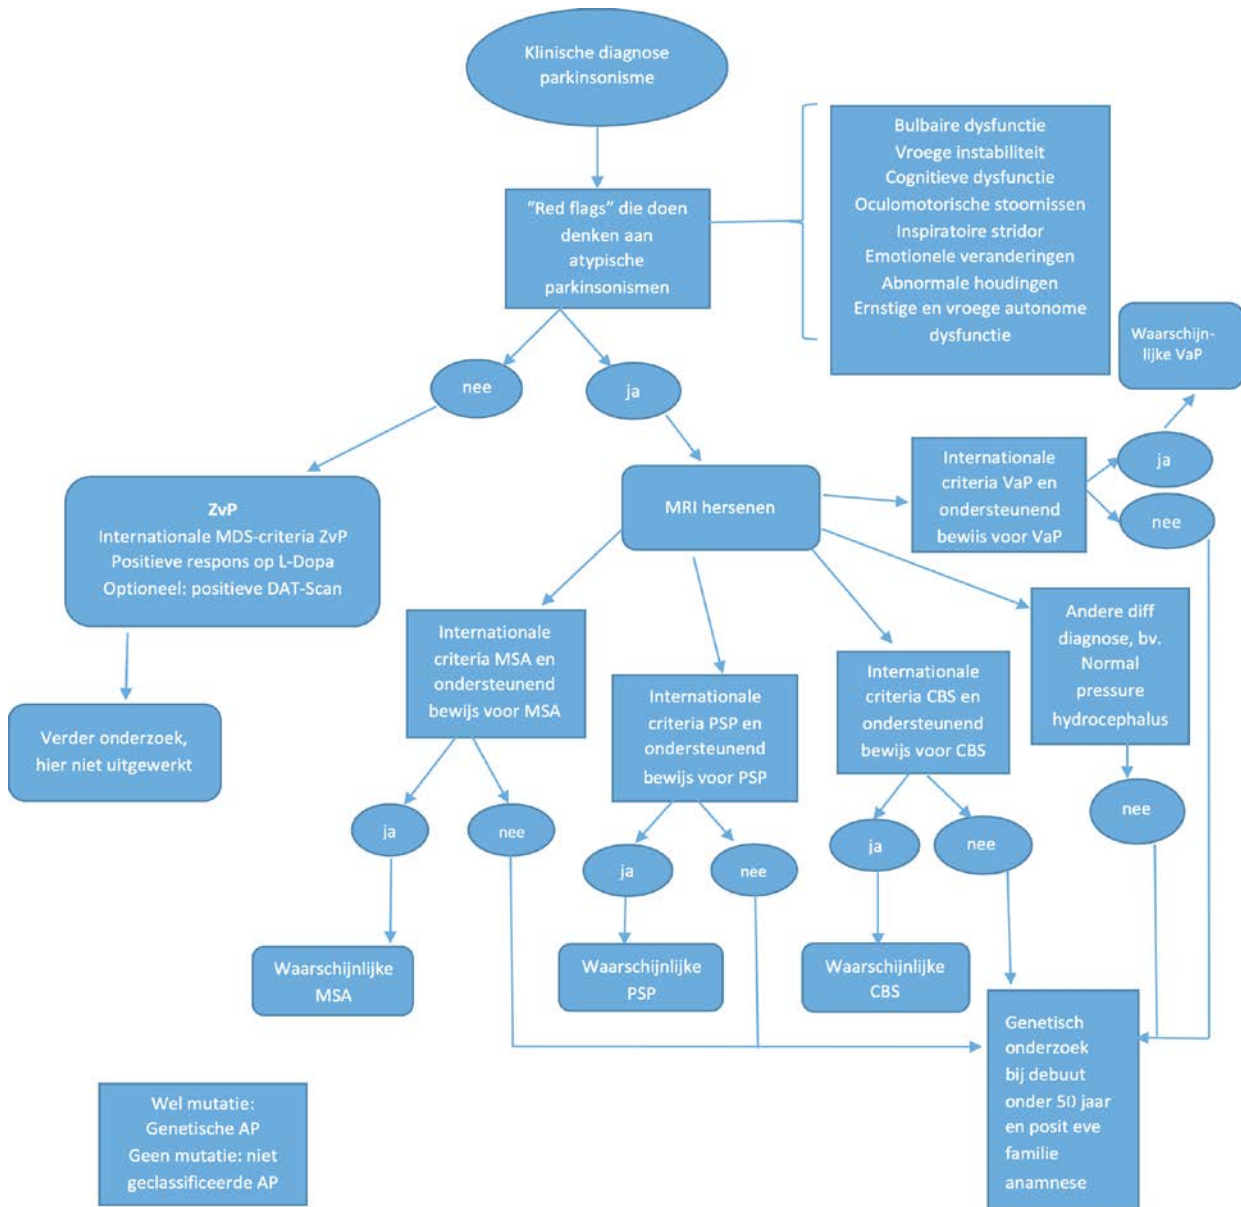 Klinische diagnose
parkinsonisme
"Red flags" die doen
denken aan
atypische
parkinsonismen
Bulbaire dysfunctie
Vroege instabiliteit
Cognitieve dysfunctie
Oculomotorische stoornissen
Inspiratoire stridor
Emotionele veranderingen
Abnormale houdingen
Ernstige en vroege autonome
dysfunctie
Waarschijn-
lijke VaP
nee
ja
ZvP
Internationale MDS-criteria ZvP
Positieve respons op L-Dopa
Optioneel: positieve DAT-Scan
MRI hersenen
Internationale
criteria VaP en
ondersteunend
bewijs voor VaP
ja
nee
Verder onderzoek,
hier niet uitgewerkt
Internationale
criteria MSA en
ondersteunend
bewijs voor MSA
Internationale
criteria PSP en
ondersteunend
bewijs voor PSP
Internationale
criteria CBS en
ondersteunend
bewijs voor CBS
Andere diff
diagnose, bv.
Normal
pressure
hydrocephalus
ja
nee
ja
nee
ja
nee
nee
Waarschijnlijke
MSA
Waarschijnlijke
PSP
Waarschijnlijke
CBS
Genetisch
onderzoek
bij debuut
onder 50 jaar
en posit eve
familie
anamnese
Wel mutatie:
Genetische AP
Geen mutatie: niet
geclassificeerde AP